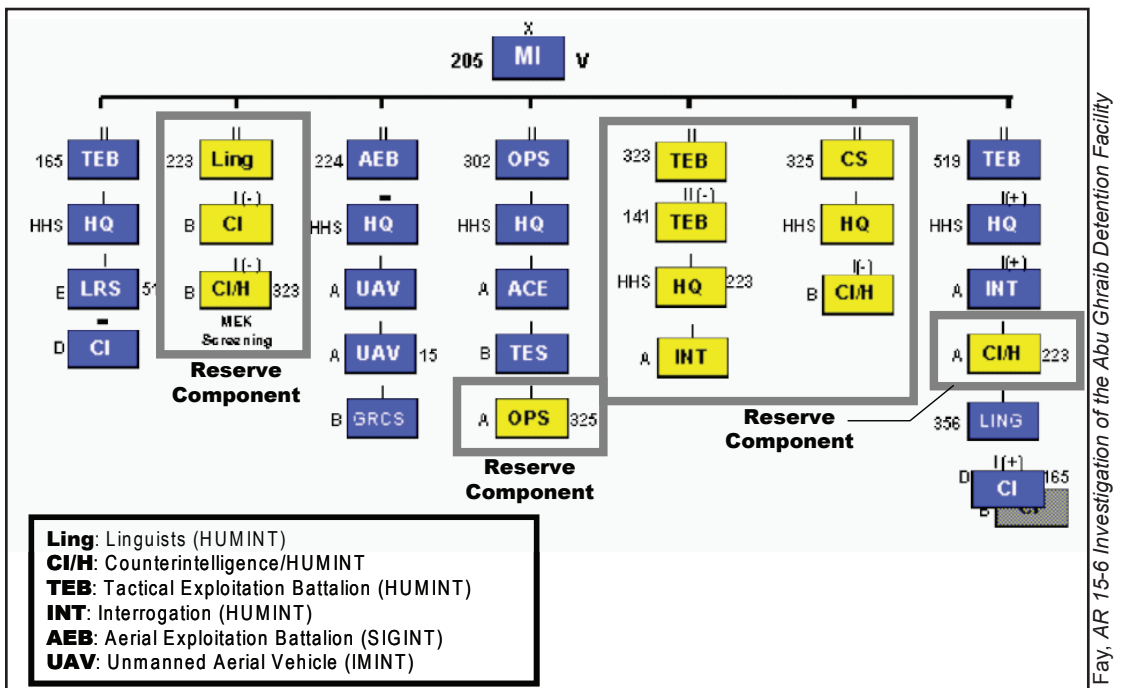 X
205 MI V
II II II II II II II
165 TEB 223 Ling 224 AEB 302 OPS 323 TEB 325 CS 519 TEB
I I(-) I II(-) I I(+)
HHS HQ B CI HHS HQ HHS HQ 141 TEB HHS HQ HHS HQ
I I(-) I I I I(-) I(+)
E LRS 51 B CI/H 323 A UAV A ACE HHS HQ 223 B CI/H A INT
MEK
Screening
D CI A UAV 15 B TES A INT A CI/H 223
Reserve
Component
B GRCS A OPS 325 356 LING
Reserve
Component
Reserve
Component
I(+)
D CI 165
B
Ling: Linguists (HUMINT)
CI/H: Counterintelligence/HUMINT
TEB: Tactical Exploitation Battalion (HUMINT)
INT: Interrogation (HUMINT)
AEB: Aerial Exploitation Battalion (SIGINT)
UAV: Unmanned Aerial Vehicle (IMINT)
Fay, AR 15-6 Investigation of the Abu Ghraib Detention Facility